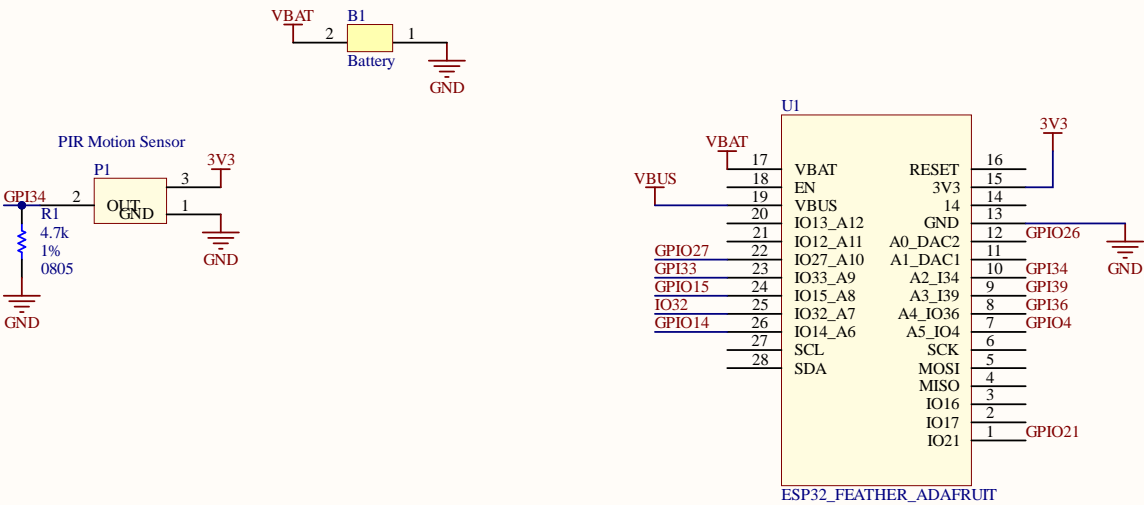 VBAT
B1
2
1
Battery
GND
PIR Motion Sensor
P1
3V3
3
GPI34
2
OUT
GND
1
R1
4.7k
1%
0805
GND
GND
U1
3V3
VBAT
17
VBAT
RESET
16
VBUS
18
EN
3V3
15
19
VBUS
14
14
20
IO13_A12
GND
13
GPIO26
21
IO12_A11
A0_DAC2
12
GND
GPIO27
22
IO27_A10
A1_DAC1
11
GPI33
23
IO33_A9
A2_I34
10
GPI34
GPIO15
24
IO15_A8
A3_I39
9
GPI39
IO32
25
IO32_A7
A4_IO36
8
GPI36
GPIO14
26
IO14_A6
A5_IO4
7
GPIO4
27
SCL
SCK
6
28
SDA
MOSI
5
MISO
4
IO16
3
IO17
2
IO21
1
GPIO21
ESP32_FEATHER_ADAFRUIT